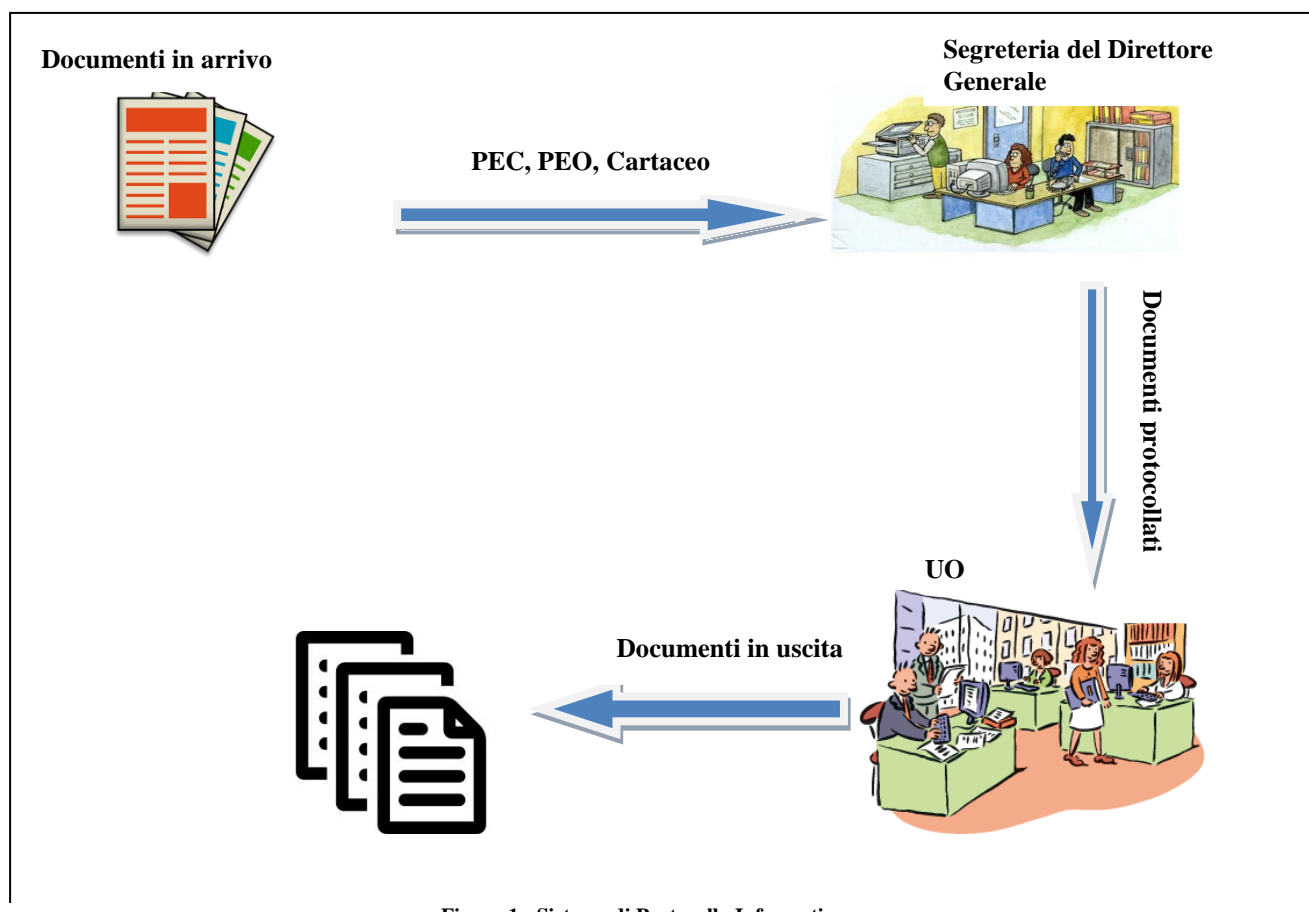 Documenti in arrivo
Segreteria del Direttore
Generale
PEC, PEO, Cartaceo
Documenti protocollati
UO
Documenti in uscita